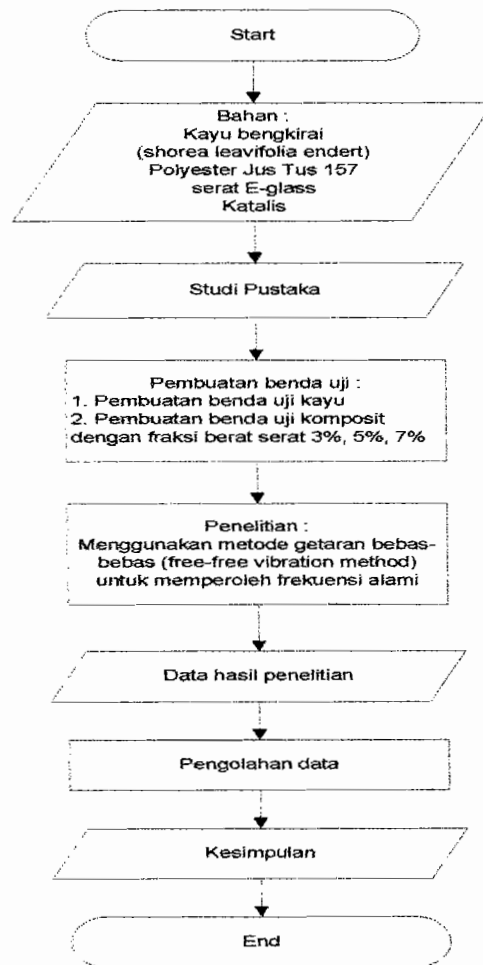 Start
Bahan :
Kayu bengkirai
(shorea leavifolia endert)
Polyester Jus Tus 157
serat E-glass
Katalis
Studi Pustaka
Pembuatan benda uji :
1. Pembuatan benda uji kayu
2. Pembuatan benda uji komposit
dengan fraksi berat serat 3%, 5%, 7%
Penelitian :
Menggunakan metode getaran bebas-
bebas (free-free vibration method)
untuk memperoleh frekuensi alami
Data hasil penelitian
Pengolahan data
Kesimpulan
End